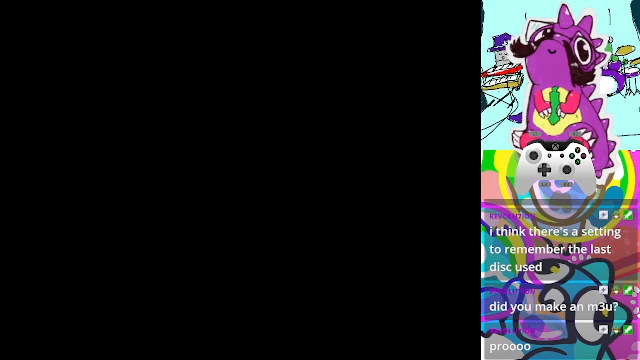 i think there's a setting
to remember the last
disc used
did you make an m3u?
proooo